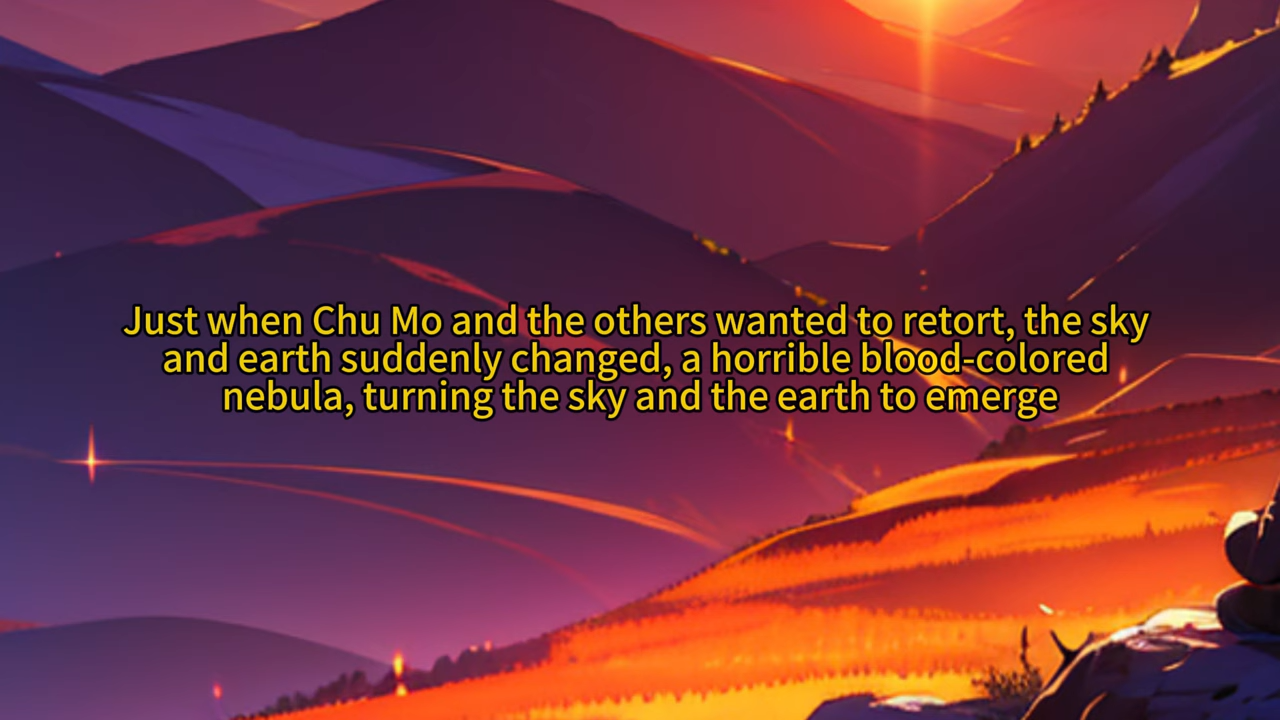 Just when Chu Mo and the others wanted to retort, the sky
and earth suddenly changed, a horrible blood-colored
nebula, turning the sky and the earth to emerge